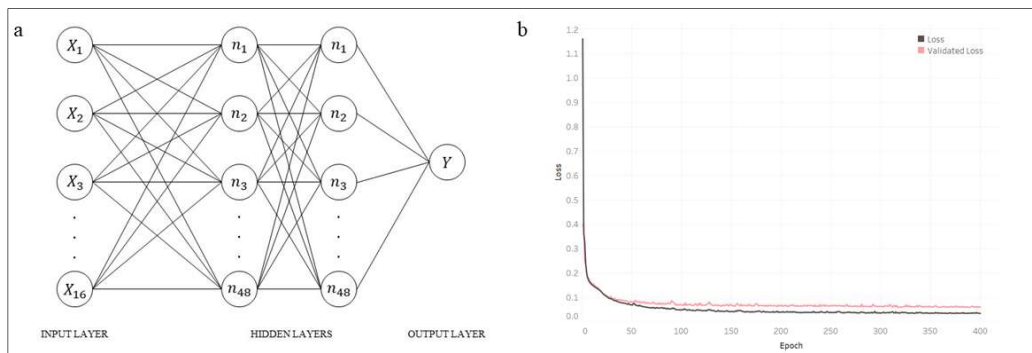 a
X1
X2
X3
.
.
.
X16
n1
n2
n3
.
.
.
n48
n1
n2
n3
.
.
.
n48
Y
INPUT LAYER
HIDDEN LAYERS
OUTPUT LAYER
b
Loss
Validated Loss
1.2
1.1
1.0
0.9
0.8
0.7
0.6
0.5
0.4
0.3
0.2
0.1
0.0
Loss
0 50 100 150 200 250 300 350 400
Epoch